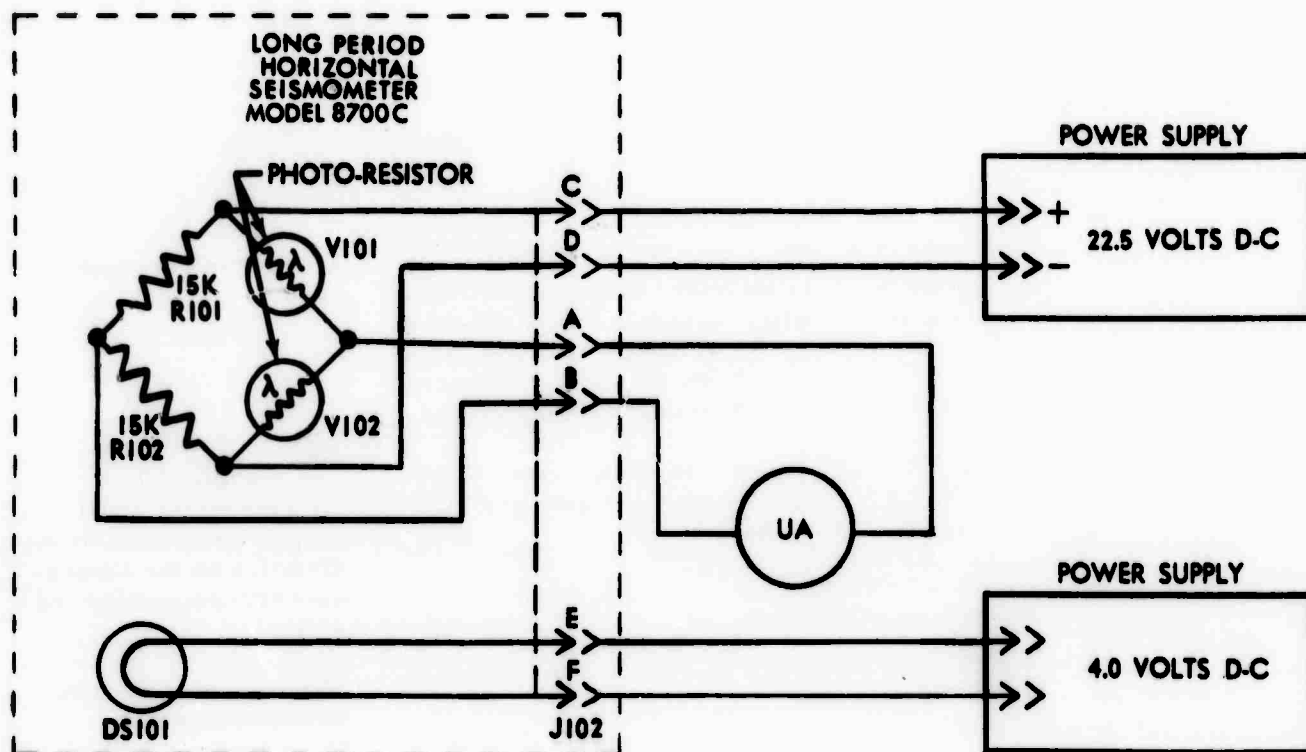 LONG PERIOD
HORIZONTAL
SEISMOMETER
MODEL 8700C
PHOTO-RESISTOR
C
V101
λ
D
15K
R101
A
λ
B
15K
R102
V102
POWER SUPPLY
+
22.5 VOLTS D-C
−
UA
POWER SUPPLY
E
4.0 VOLTS D-C
F
DS101
J102